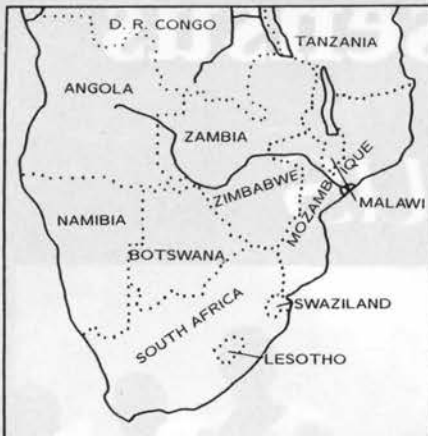 D. R. CONGO
TANZANIA
ANGOLA
ZAMBIA
ZIMBABWE
MOZAMBIQUE
MALAWI
NAMIBIA
BOTSWANA
SOUTH AFRICA
SWAZILAND
LESOTHO